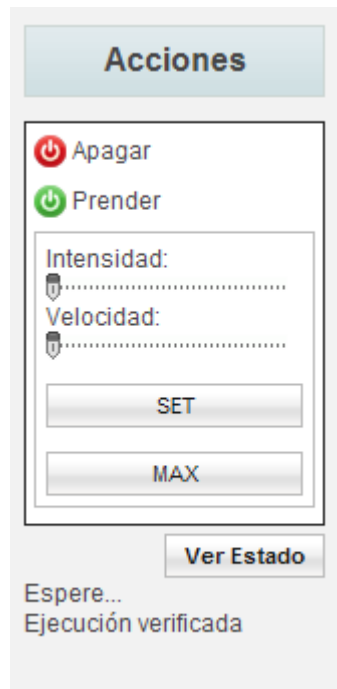 Acciones
Apagar
Prender
Intensidad:
Velocidad:
SET
MAX
Ver Estado
Espere...
Ejecución verificada